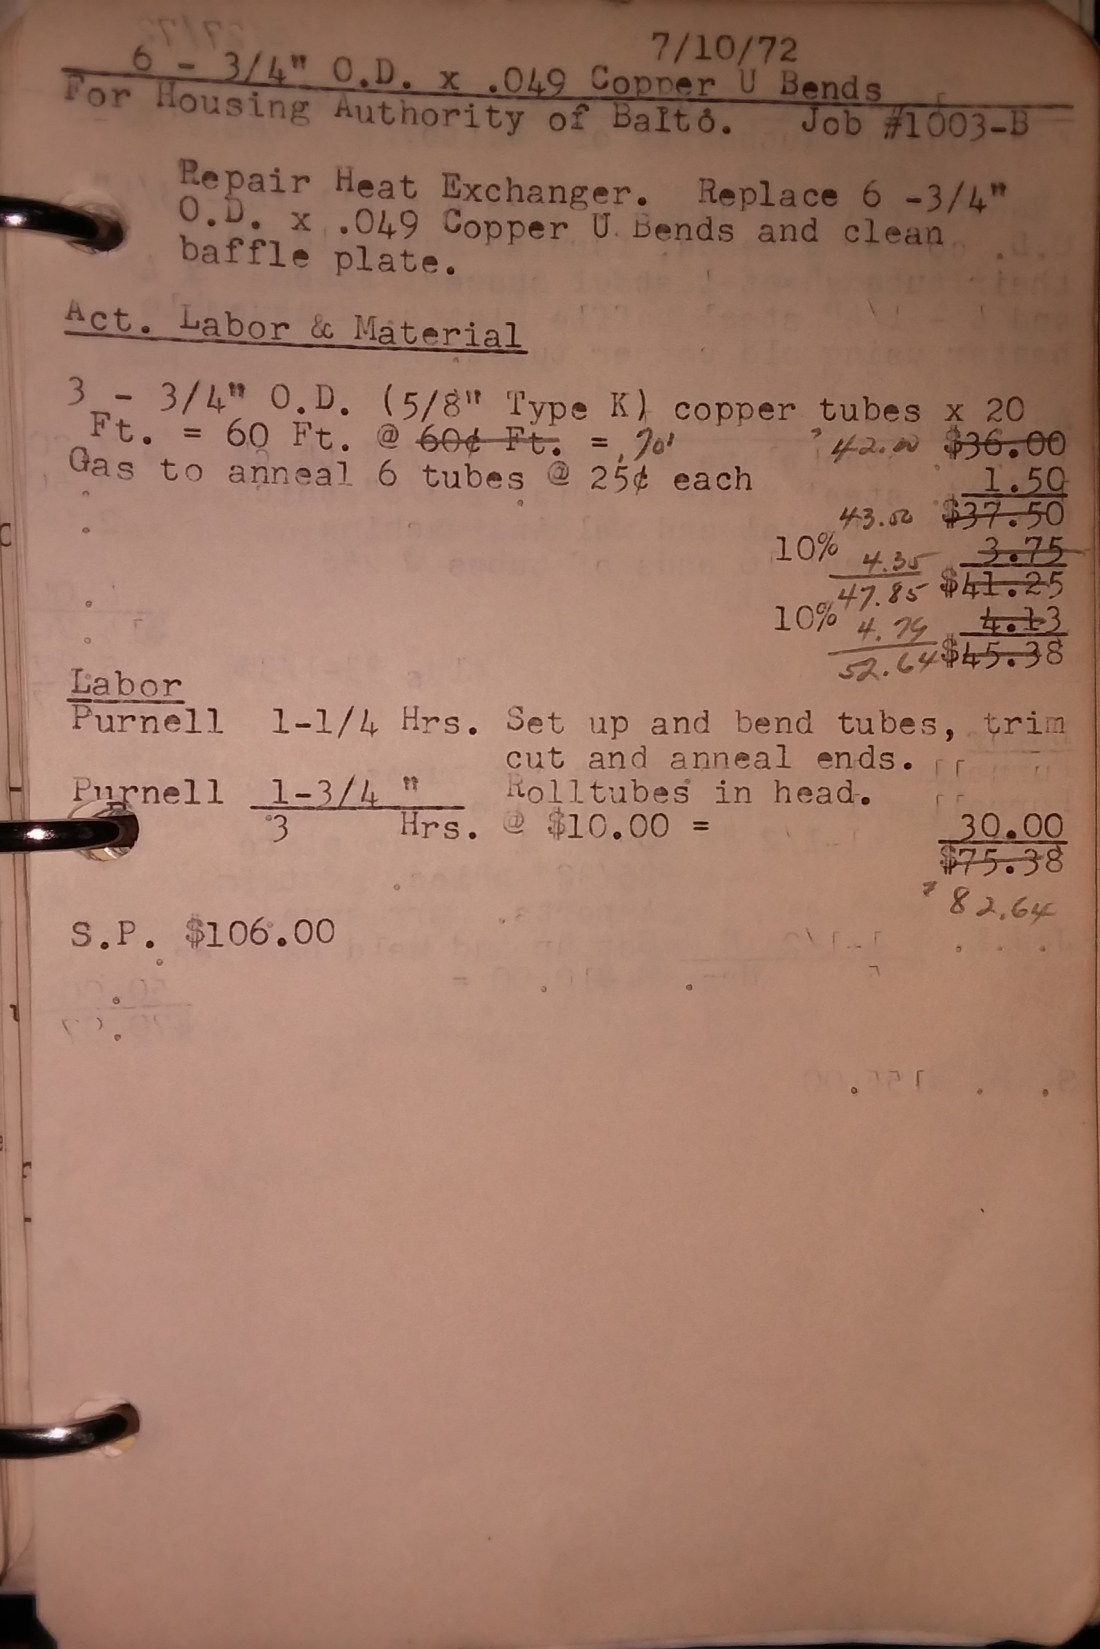 7/10/72
6 - 3/4" O.D. x .049 Copper U Bends
For Housing Authority of Balto. Job #1003-B
Repair Heat Exchanger. Replace 6 -3/4"
O.D. x .049 Copper U Bends and clean
baffle plate.
Act. Labor & Material
3 - 3/4" O.D. (5/8" Type K) copper tubes x 20
Ft. = 60 Ft. @ 60¢ Ft. = .70' 42.00 $36.00
Gas to anneal 6 tubes @ 25¢ each 1.50
43.50 $37.50
10% 4.35 3.75
47.85 $41.25
10% 4.79 4.13
52.64 $45.38
Labor
Purnell 1-1/4 Hrs. Set up and bend tubes, trim
cut and anneal ends.
Purnell 1-3/4 " Rolltubes in head.
3 Hrs. @ $10.00 = 30.00
$75.38
82.64
S.P. $106.00